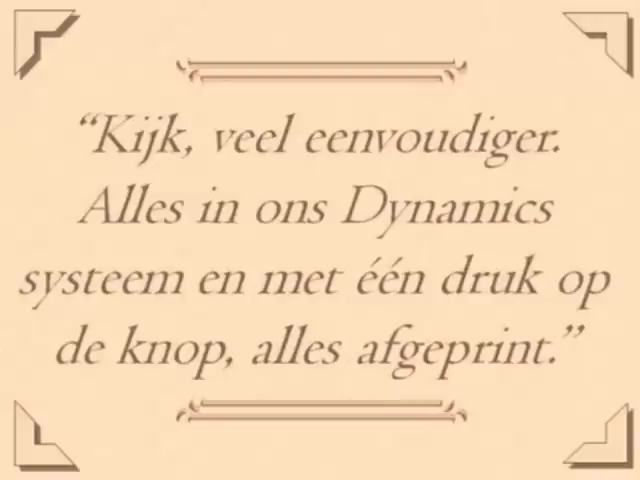 “Kijk, veel eenvoudiger.
Alles in ons Dynamics
systeem en met één druk op
de knop, alles afgeprint.”